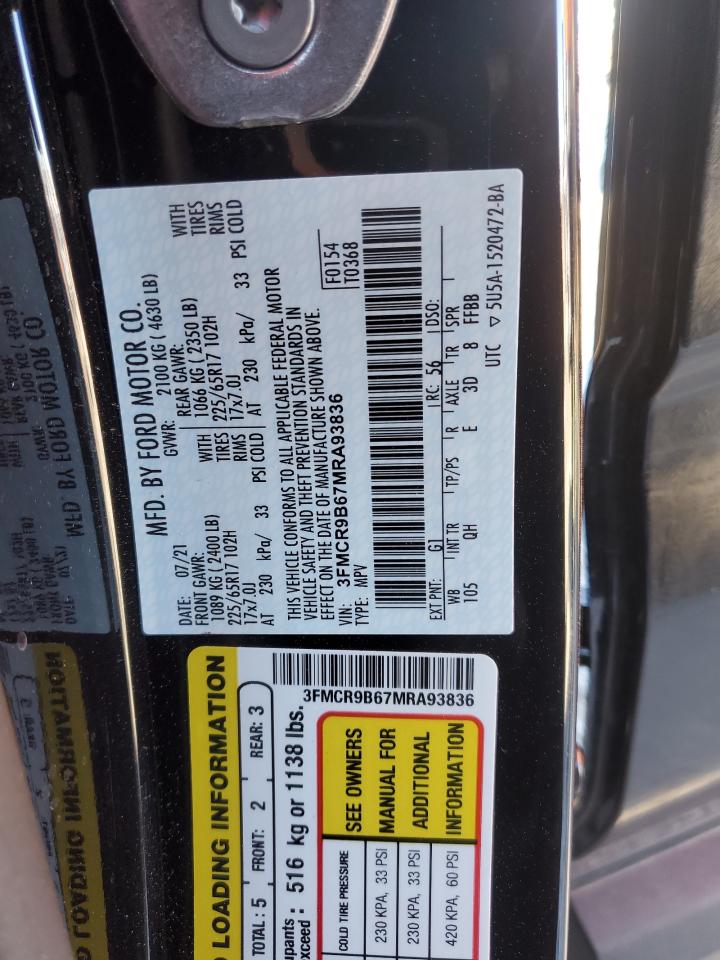 MFD. BY FORD MOTOR CO.
DATE: 07/21 GVWR: 2100 KG ( 4630 LB)
FRONT GAWR: REAR GAWR: WITH
1089 KG ( 2400 LB) WITH 1066 KG ( 2350 LB) TIRES
225/65R17 102H TIRES 225/65R17 102H RIMS
17x7.0J RIMS 17x7.0J
AT 230 kPa/ 33 PSI COLD AT 230 kPa/ 33 PSI COLD
THIS VEHICLE CONFORMS TO ALL APPLICABLE FEDERAL MOTOR
VEHICLE SAFETY AND THEFT PREVENTION STANDARDS IN
EFFECT ON THE DATE OF MANUFACTURE SHOWN ABOVE.
VIN: 3FMCR9B67MRA93836
TYPE: MPV
F0154
T0368
EXT PNT: G1 RC: 56 DSO:
WB INT TR TP/PS R AXLE TR SPR
105 QH E 3D 8 FFBB
UTC ▽ 5U5A-1520472-BA
LOADING INFORMATION
TOTAL : 5 FRONT: 2 REAR: 3
exceed : 516 kg or 1138 lbs.
3FMCR9B67MRA93836
COLD TIRE PRESSURE
230 KPA, 33 PSI
230 KPA, 33 PSI
420 KPA, 60 PSI
SEE OWNERS
MANUAL FOR
ADDITIONAL
INFORMATION